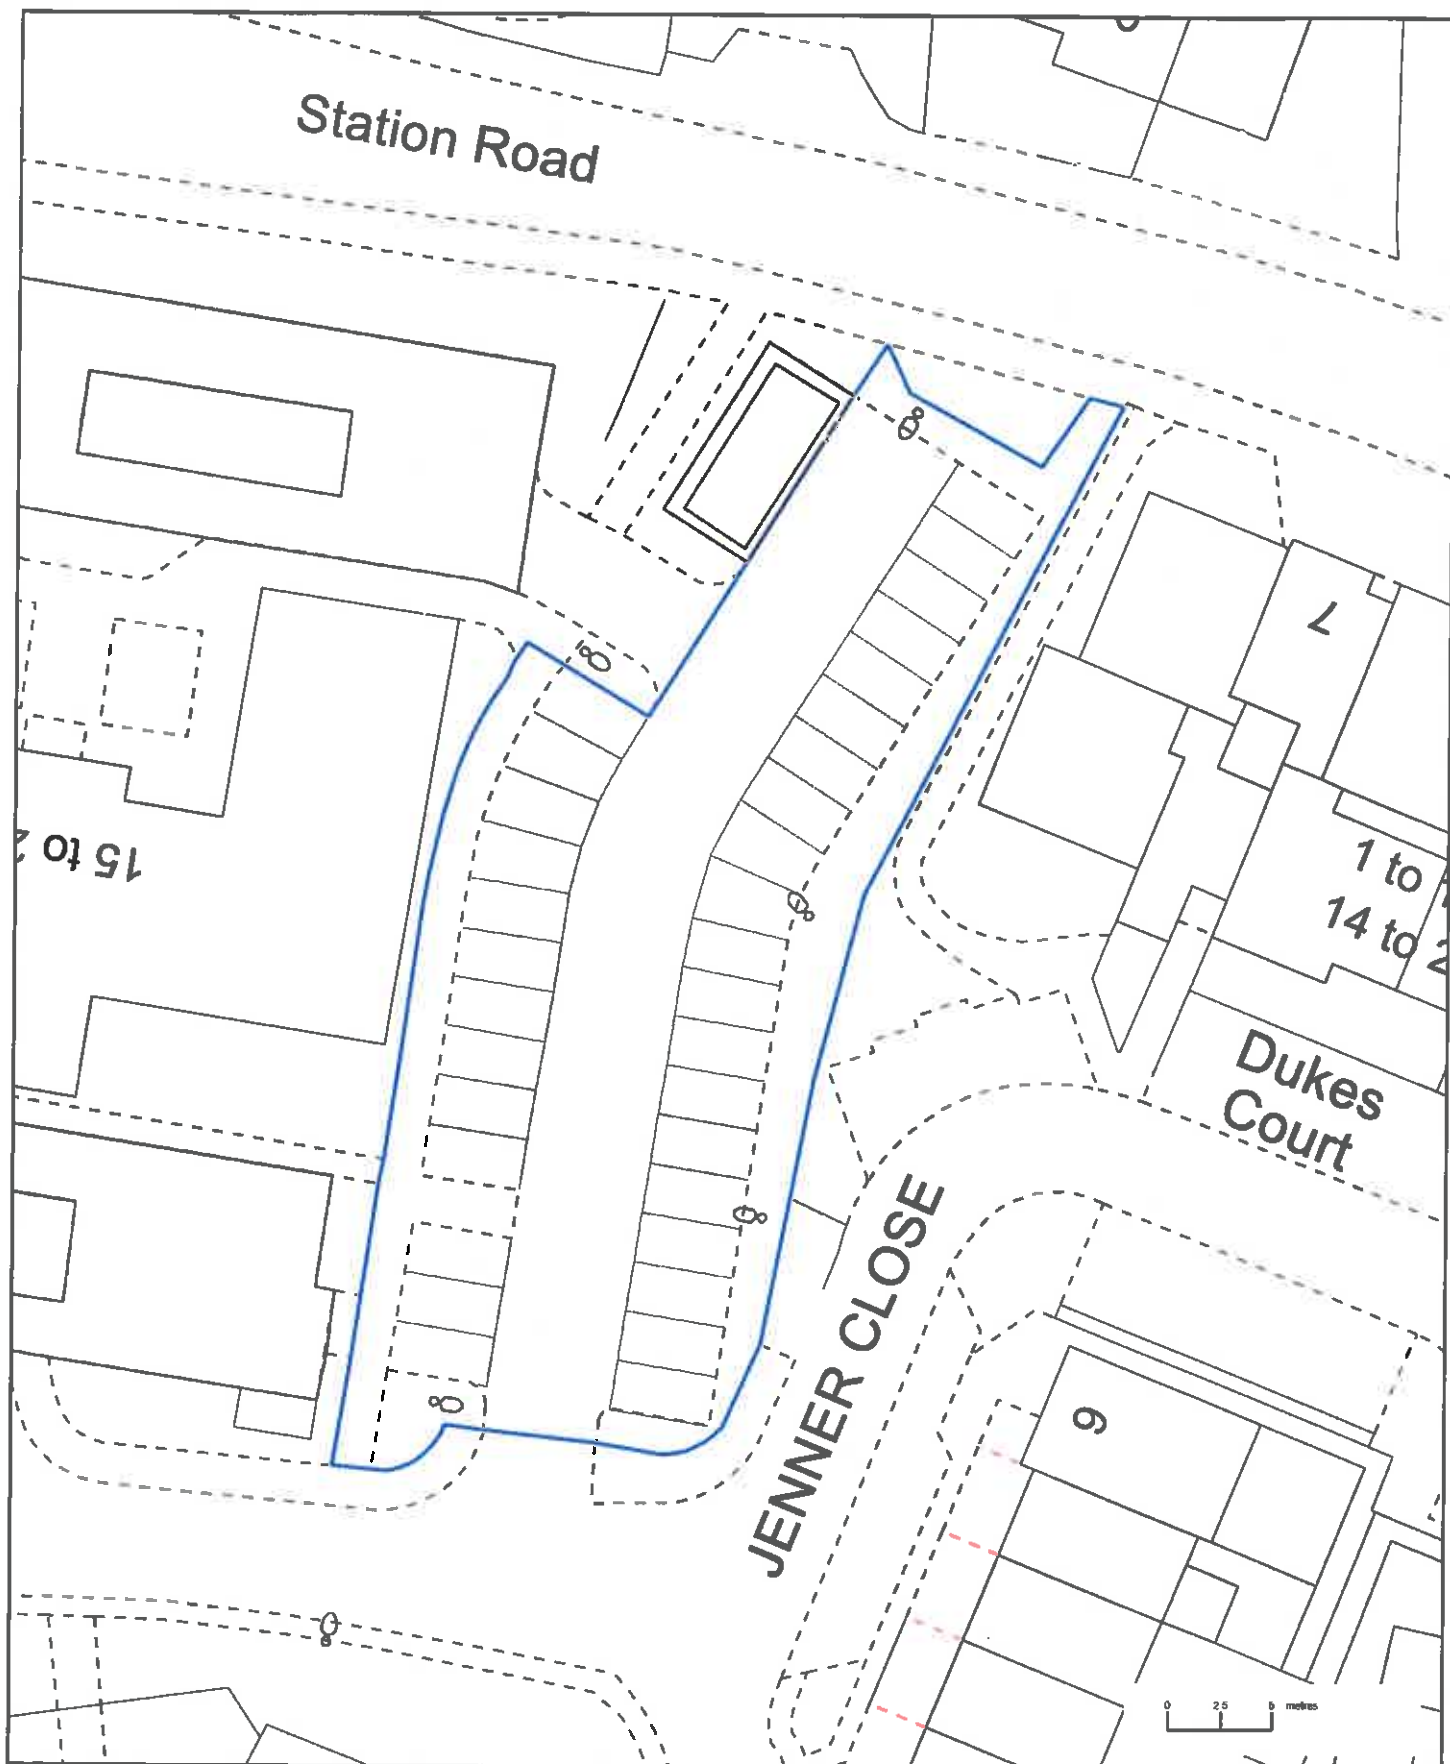 Station Road
7
15 to
1 to
14 to 2
Dukes
Court
JENNER CLOSE
9
0 2.5 5 metres